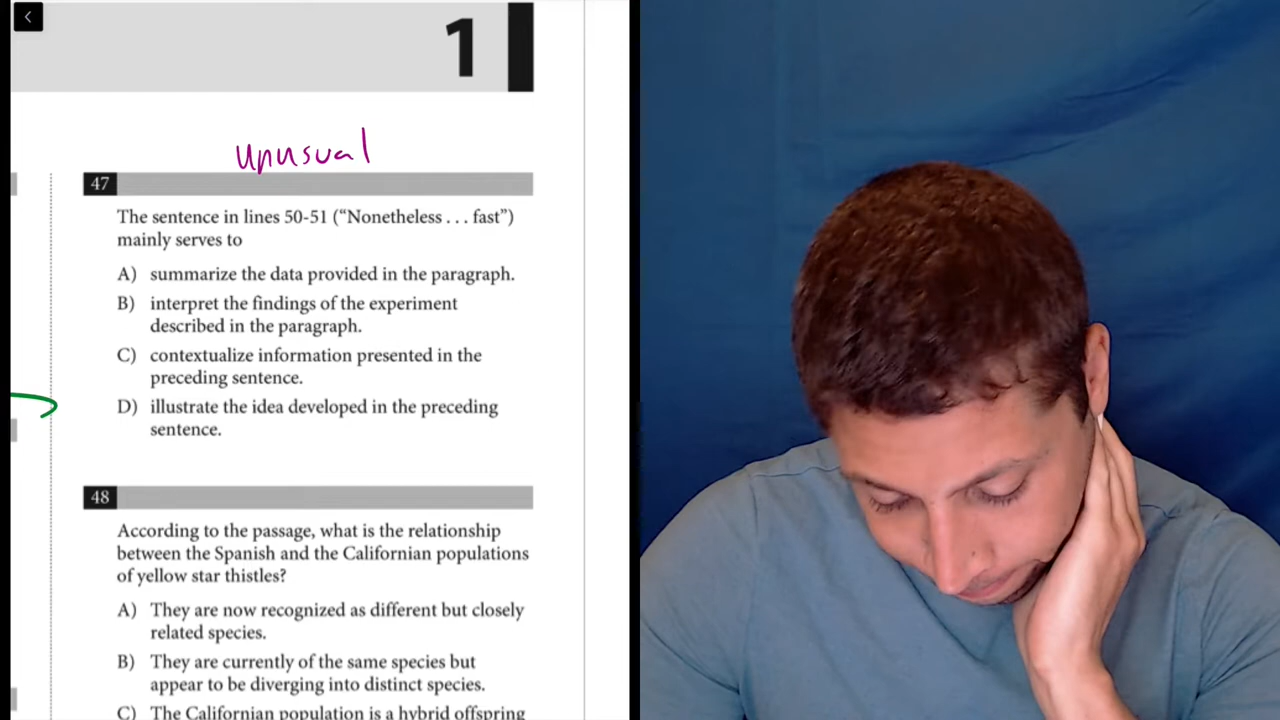 1
unusual
47
The sentence in lines 50-51 (“Nonetheless . . . fast”)
mainly serves to
A) summarize the data provided in the paragraph.
B) interpret the findings of the experiment
described in the paragraph.
C) contextualize information presented in the
preceding sentence.
D) illustrate the idea developed in the preceding
sentence.
48
According to the passage, what is the relationship
between the Spanish and the Californian populations
of yellow star thistles?
A) They are now recognized as different but closely
related species.
B) They are currently of the same species but
appear to be diverging into distinct species.
C) The Californian population is a hybrid offspring